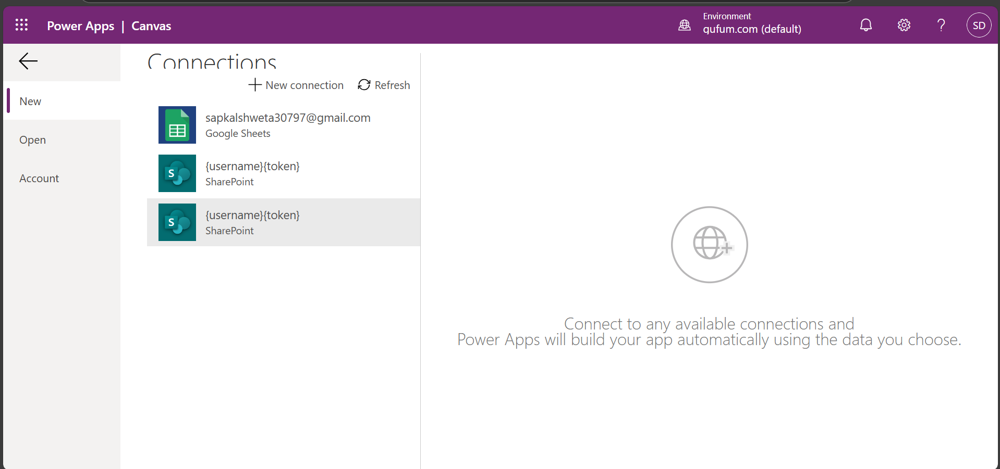 Power Apps | Canvas
Environment
gufum.com (default)
SD
New
Open
Account
Connections
New connection
Refresh
sapkalshweta30797@gmail.com
Google Sheets
S
{username}{token}
SharePoint
S
{username}{token}
SharePoint
Connect to any available connections and
Power Apps will build your app automatically using the data you choose.